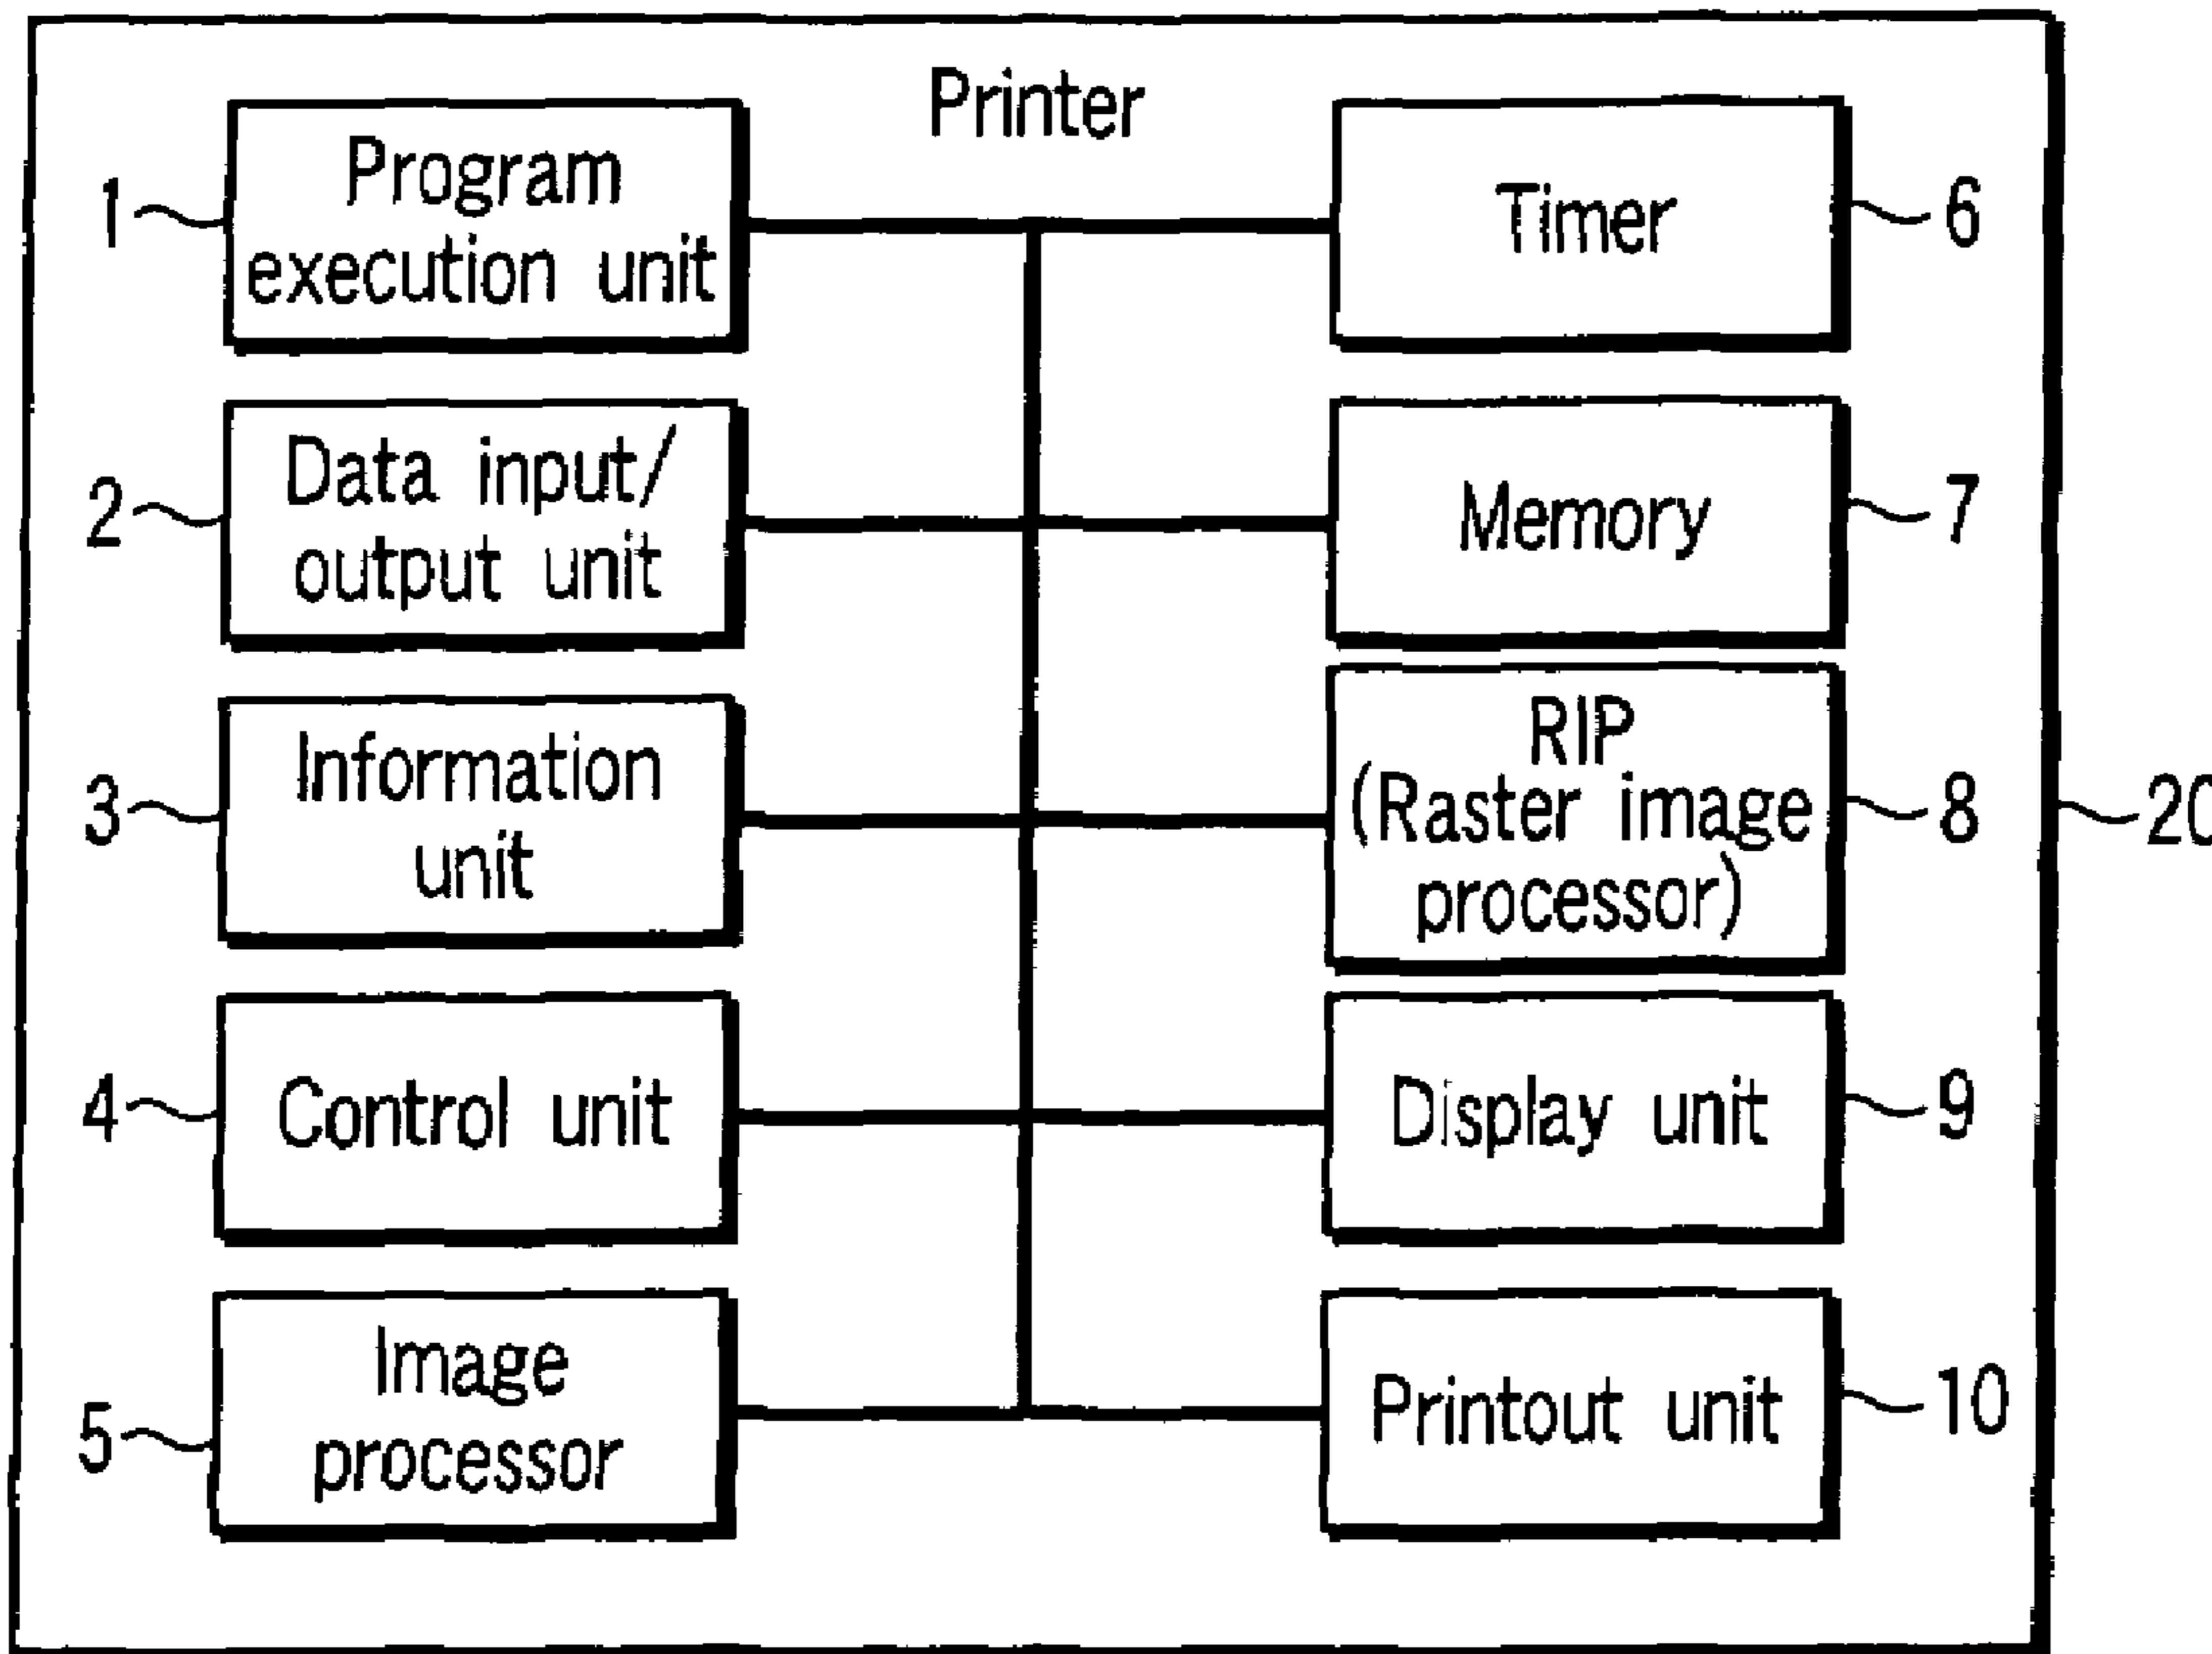 Printer
1
Program
execution unit
2
Data input/
output unit
3
Information
unit
4
Control unit
5
Image
processor
Timer
6
Memory
7
RIP
(Raster image
processor)
8
Display unit
9
Printout unit
10
20